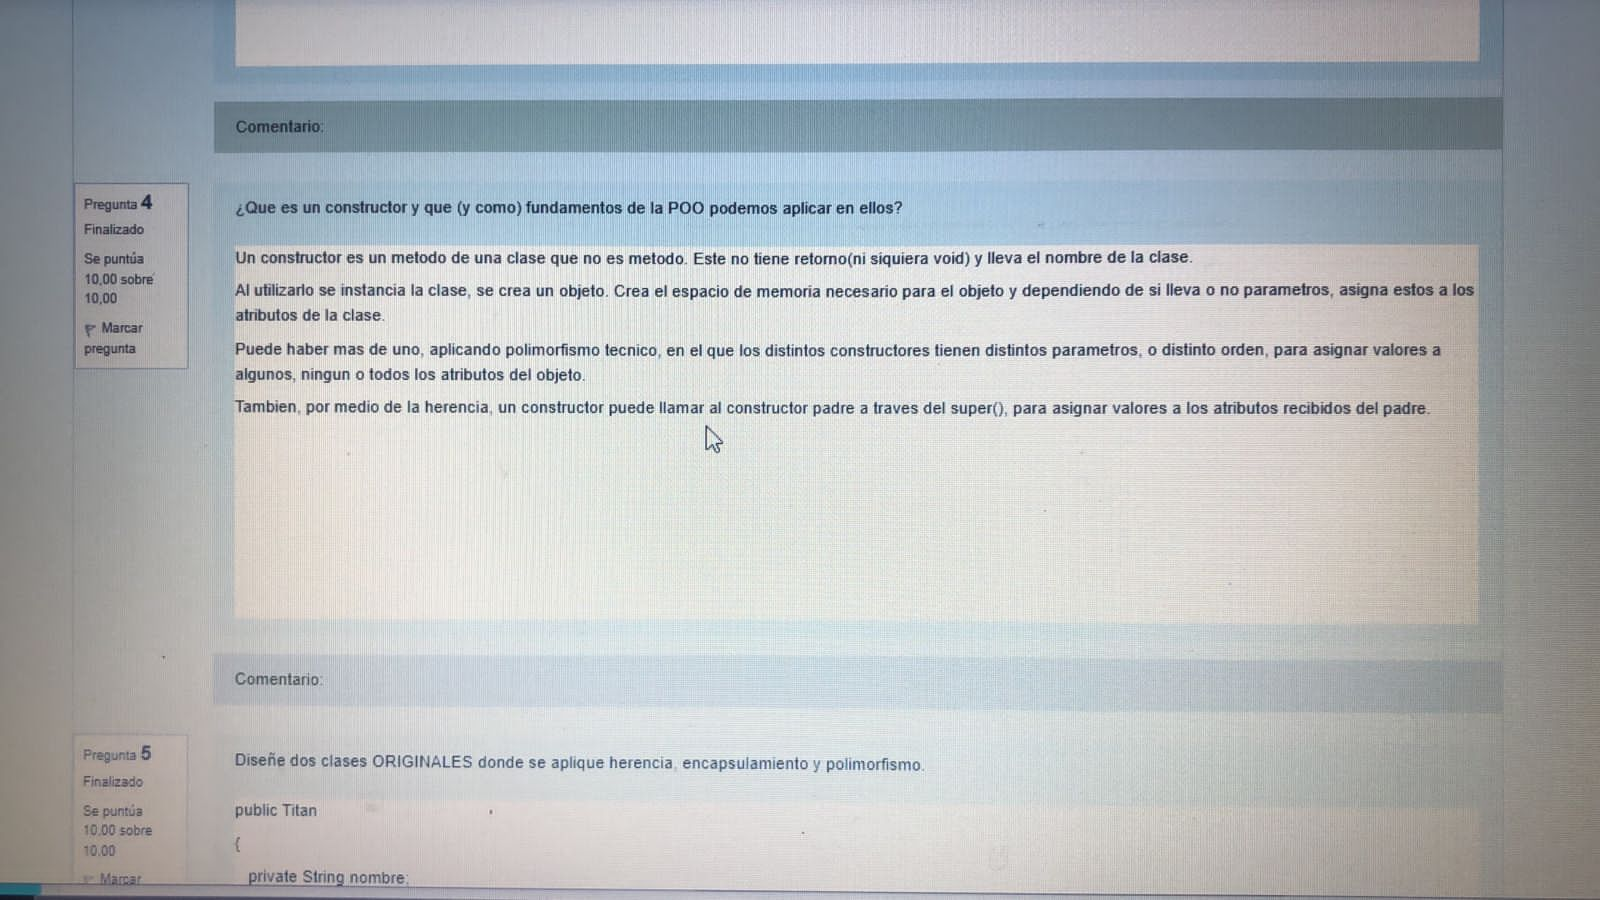 Comentario:
Pregunta 4
Finalizado
Se puntúa
10,00 sobre
10,00
Marcar
pregunta
¿Que es un constructor y que (y como) fundamentos de la POO podemos aplicar en ellos?
Un constructor es un metodo de una clase que no es metodo. Este no tiene retorno(ni siquiera void) y lleva el nombre de la clase.
Al utilizarlo se instancia la clase, se crea un objeto. Crea el espacio de memoria necesario para el objeto y dependiendo de si lleva o no parametros, asigna estos a los
atributos de la clase.
Puede haber mas de uno, aplicando polimorfismo tecnico, en el que los distintos constructores tienen distintos parametros, o distinto orden, para asignar valores a
algunos, ningun o todos los atributos del objeto.
Tambien, por medio de la herencia, un constructor puede llamar al constructor padre a traves del super(), para asignar valores a los atributos recibidos del padre.
Comentario:
Pregunta 5
Finalizado
Se puntúa
10,00 sobre
10,00
Marcar
Diseñe dos clases ORIGINALES donde se aplique herencia, encapsulamiento y polimorfismo.
public Titan
{
private String nombre;